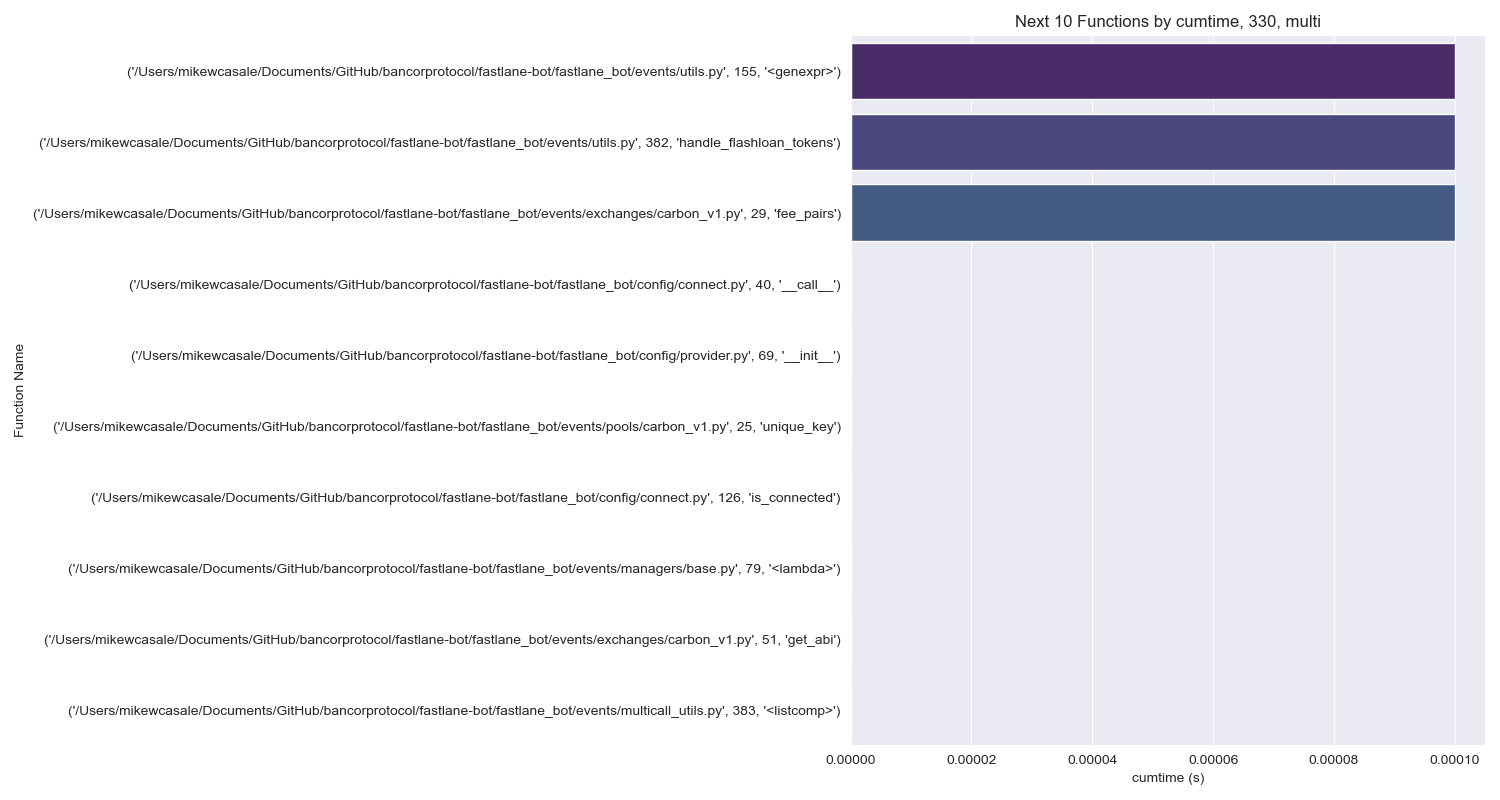 Next 10 Functions by cumtime, 330, multi
('/Users/mikewcasale/Documents/GitHub/bancorprotocol/fastlane-bot/fastlane_bot/events/utils.py', 155, '<genexpr>')
('/Users/mikewcasale/Documents/GitHub/bancorprotocol/fastlane-bot/fastlane_bot/events/utils.py', 382, 'handle_flashloan_tokens')
('/Users/mikewcasale/Documents/GitHub/bancorprotocol/fastlane-bot/fastlane_bot/events/exchanges/carbon_v1.py', 29, 'fee_pairs')
('/Users/mikewcasale/Documents/GitHub/bancorprotocol/fastlane-bot/fastlane_bot/config/connect.py', 40, '__call__')
('/Users/mikewcasale/Documents/GitHub/bancorprotocol/fastlane-bot/fastlane_bot/config/provider.py', 69, '__init__')
('/Users/mikewcasale/Documents/GitHub/bancorprotocol/fastlane-bot/fastlane_bot/events/pools/carbon_v1.py', 25, 'unique_key')
('/Users/mikewcasale/Documents/GitHub/bancorprotocol/fastlane-bot/fastlane_bot/config/connect.py', 126, 'is_connected')
('/Users/mikewcasale/Documents/GitHub/bancorprotocol/fastlane-bot/fastlane_bot/events/managers/base.py', 79, '<lambda>')
('/Users/mikewcasale/Documents/GitHub/bancorprotocol/fastlane-bot/fastlane_bot/events/exchanges/carbon_v1.py', 51, 'get_abi')
('/Users/mikewcasale/Documents/GitHub/bancorprotocol/fastlane-bot/fastlane_bot/events/multicall_utils.py', 383, '<listcomp>')
Function Name
0.00000 0.00002 0.00004 0.00006 0.00008 0.00010
cumtime (s)